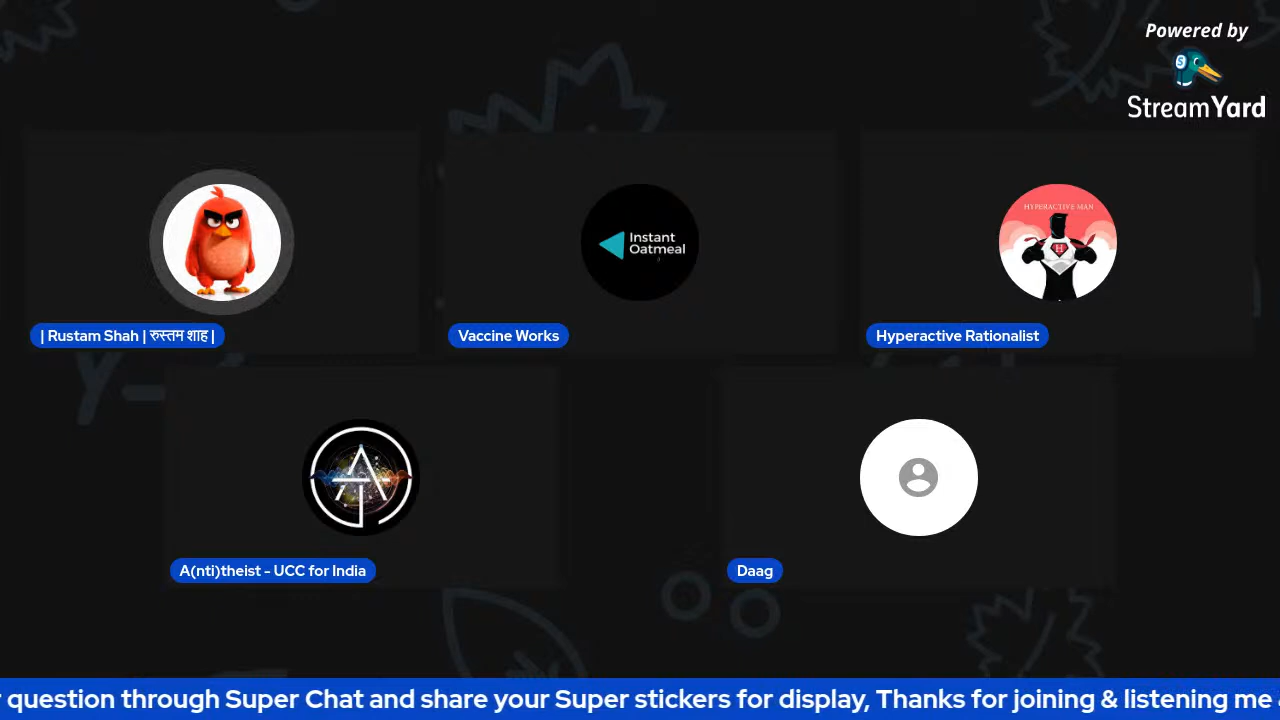 Powered by
StreamYard
Instant
Oatmeal
HYPERACTIVE MAN
H
| Rustam Shah | रुस्तम शाह |
Vaccine Works
Hyperactive Rationalist
A(nti)theist - UCC for India
Daag
question through Super Chat and share your Super stickers for display, Thanks for joining & listening me